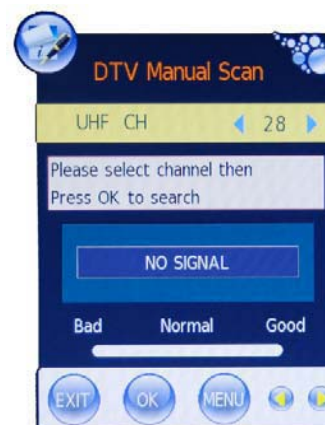 DTV Manual Scan
UHF CH 28
Please select channel then
Press OK to search
NO SIGNAL
Bad Normal Good
EXIT OK MENU